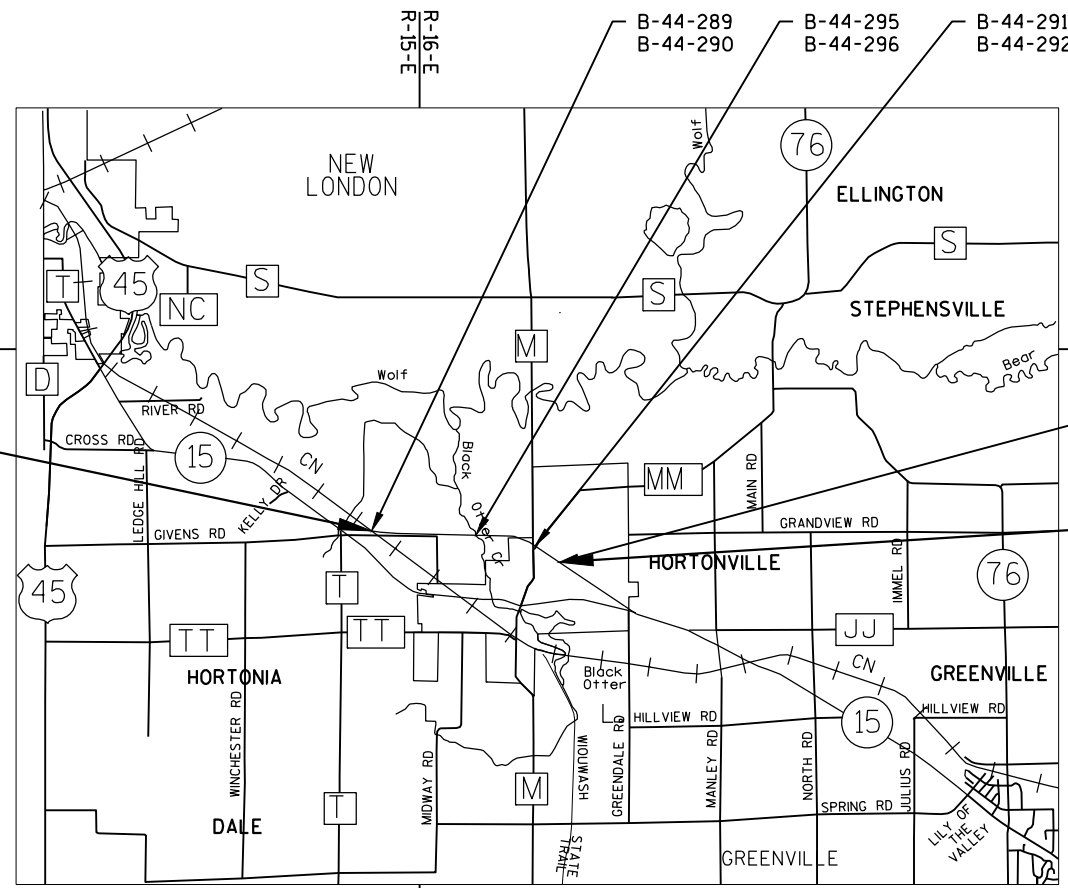 R-16-E
R-15-E
B-44-289
B-44-290
B-44-295
B-44-296
B-44-291
B-44-292
NEW
LONDON
Wolf
76
ELLINGTON
S
S
S
T
45
NC
STEPHENSVILLE
M
Bear
D
Wolf
RIVER RD
CROSS RD
15
CN
LEDGE HILL RD
KELLY DR
Black
Otter Cr
MM
MAIN RD
GIVENS RD
GRANDVIEW RD
HORTONVILLE
IMMEL RD
76
45
T
TT
TT
JJ
HORTONIA
CN
GREENVILLE
Black
Otter
L
HILLVIEW RD
15
HILLVIEW RD
WINCHESTER RD
MIDWAY RD
WIOUWASH
STATE
TRAIL
GREENDALE RD
MANLEY RD
NORTH RD
JULIUS RD
M
T
SPRING RD
DALE
LILY OF
THE
VALLEY
GREENVILLE